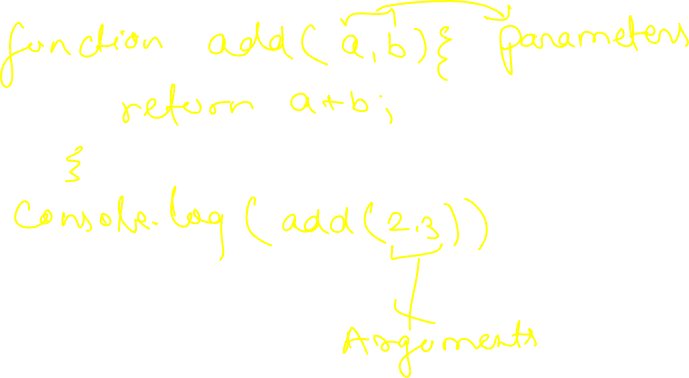 function add(a,b){ parameters
return a+b;
}
console.log(add(2,3))
Arguments